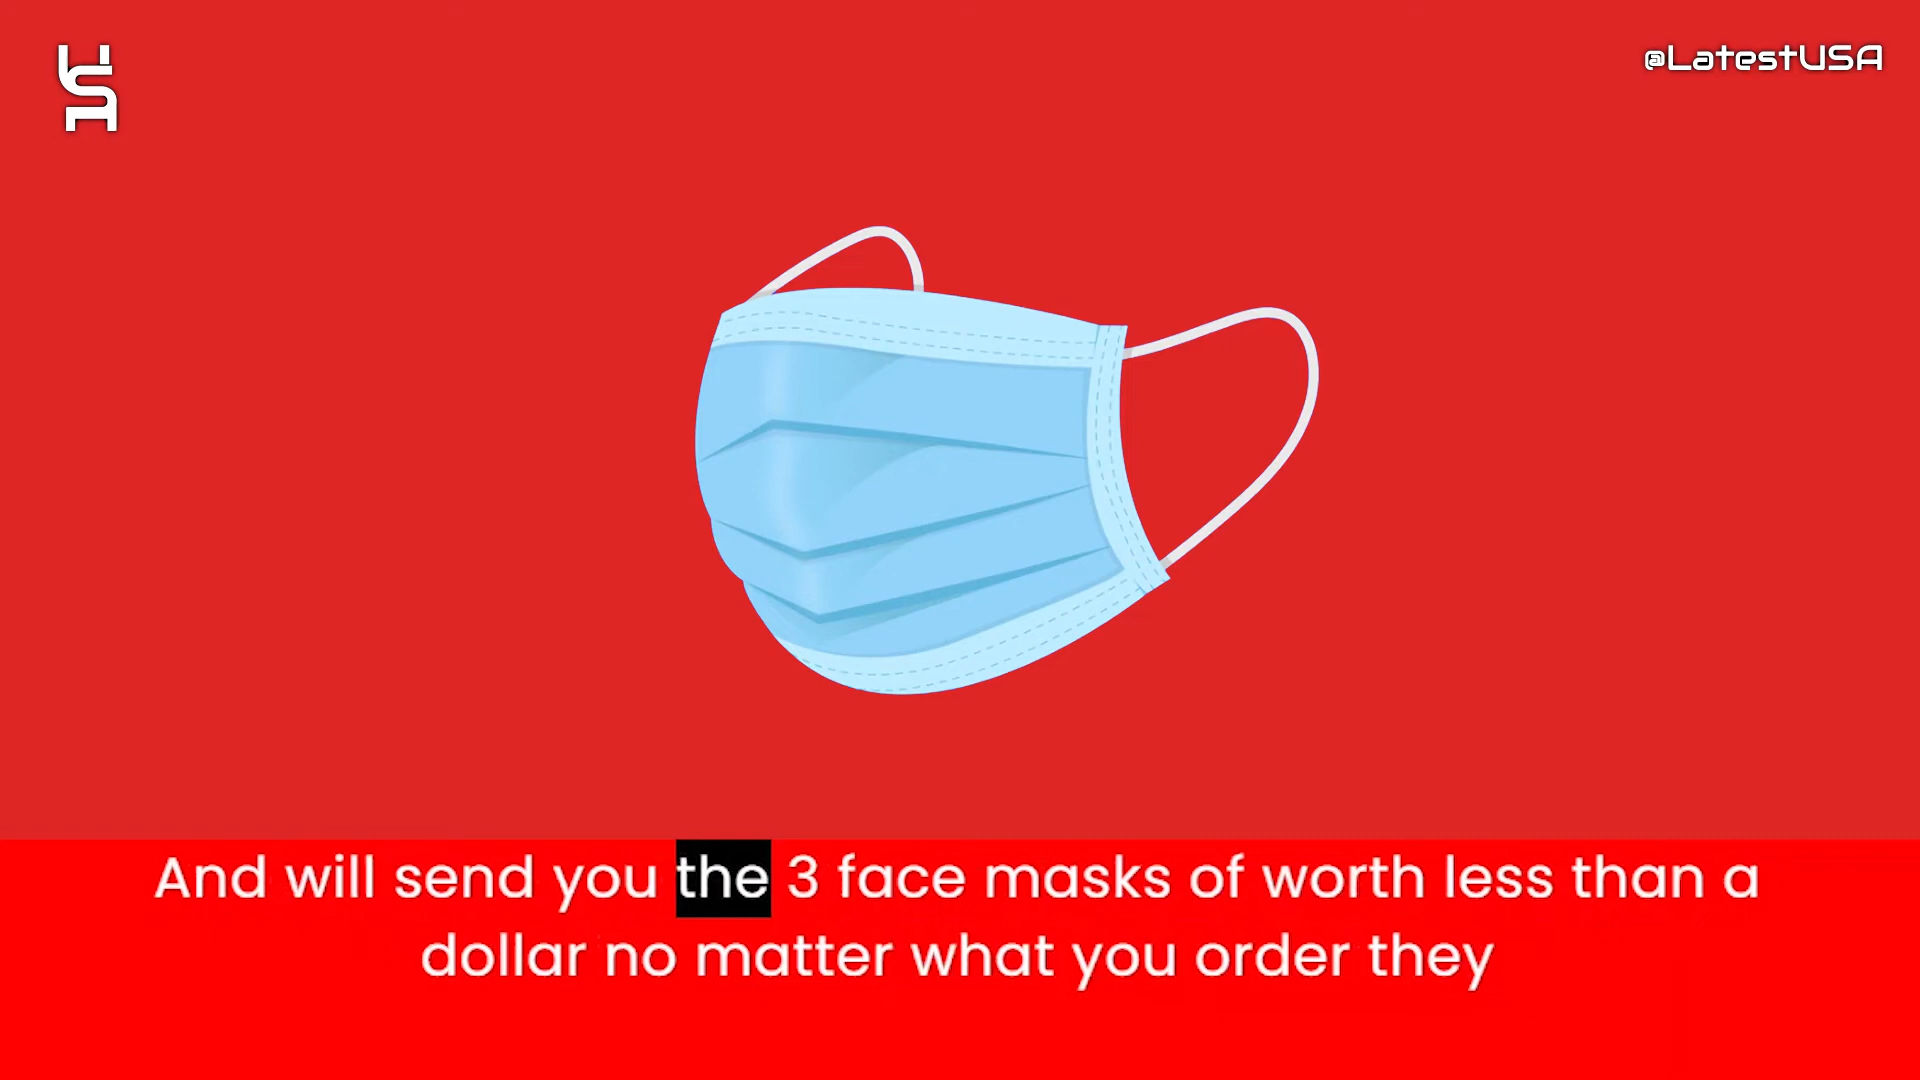 USA
@LatestUSA
And will send you the 3 face masks of worth less than a
dollar no matter what you order they